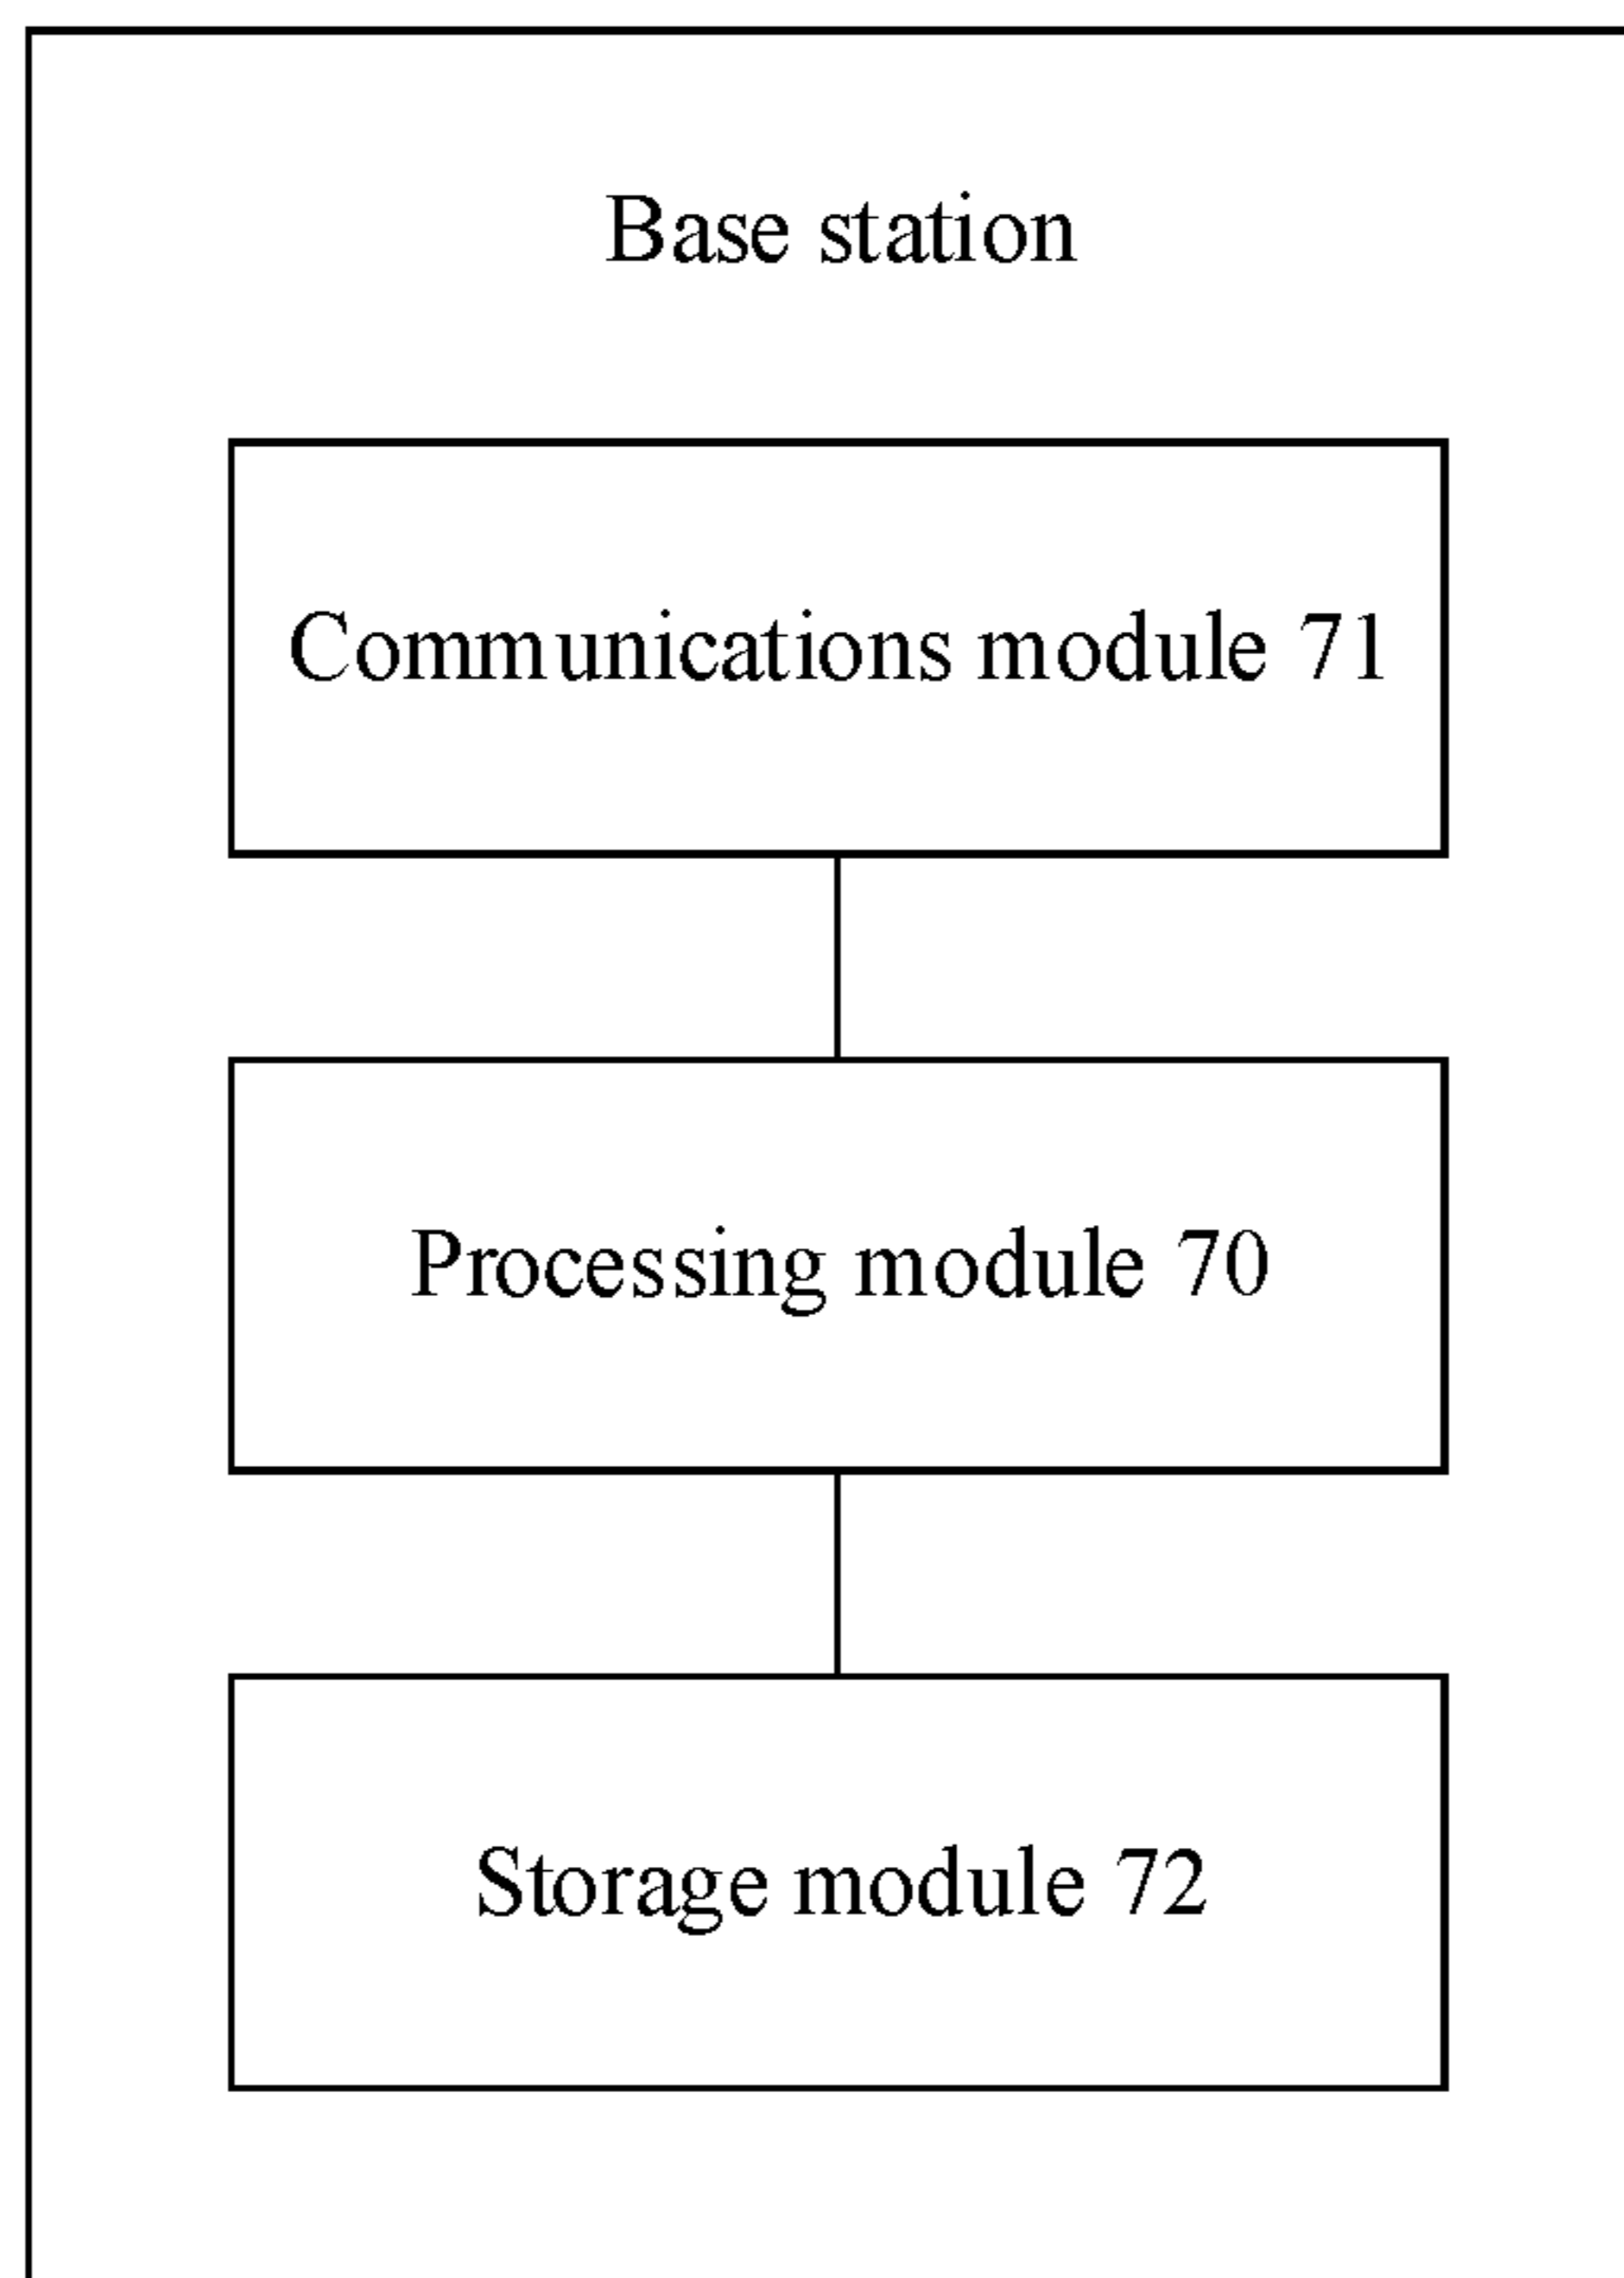 Base station
Communications module 71
Processing module 70
Storage module 72